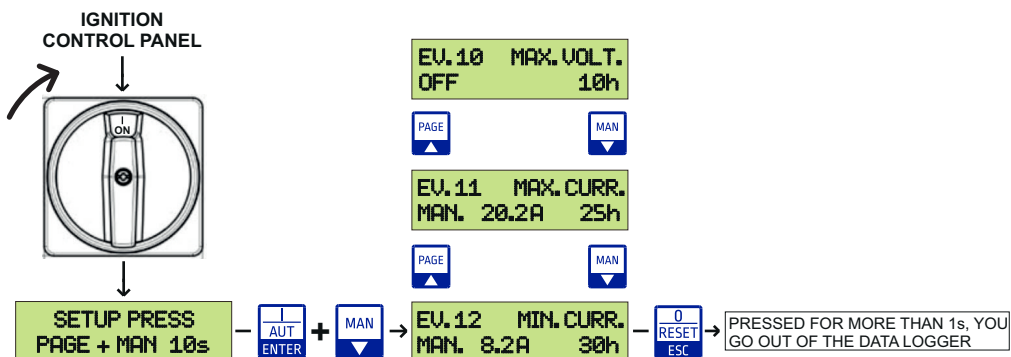 IGNITION
CONTROL PANEL
I
ON
SETUP PRESS
PAGE + MAN 10s
I
AUT
ENTER
+
MAN
EV.10 MAX.VOLT.
OFF 10h
PAGE
MAN
EV.11 MAX.CURR.
MAN. 20.2A 25h
PAGE
MAN
EV.12 MIN.CURR.
MAN. 8.2A 30h
0
RESET
ESC
PRESSED FOR MORE THAN 1s, YOU
GO OUT OF THE DATA LOGGER